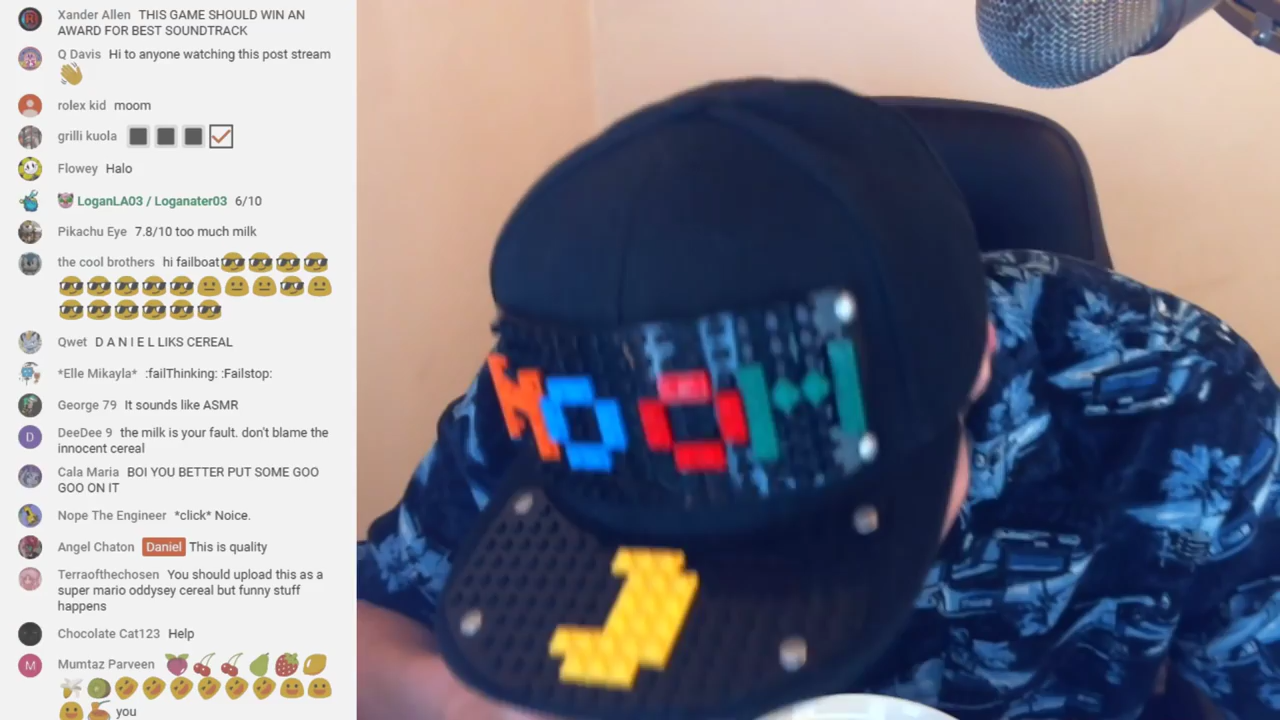 Xander Allen THIS GAME SHOULD WIN AN
AWARD FOR BEST SOUNDTRACK
Q Davis Hi to anyone watching this post stream
rolex kid moom
grilli kuola
Flowey Halo
LoganLA03 / Loganater03 6/10
Pikachu Eye 7.8/10 too much milk
the cool brothers hi failboat
Qwet D A N I E L LIKS CEREAL
*Elle Mikayla* :failThinking: :Failstop:
George 79 It sounds like ASMR
D DeeDee 9 the milk is your fault. don't blame the
innocent cereal
Cala Maria BOI YOU BETTER PUT SOME GOO
GOO ON IT
Nope The Engineer *click* Noice.
Angel Chaton Daniel This is quality
Terraofthechosen You should upload this as a
super mario oddysey cereal but funny stuff
happens
Chocolate Cat123 Help
M Mumtaz Parveen
you